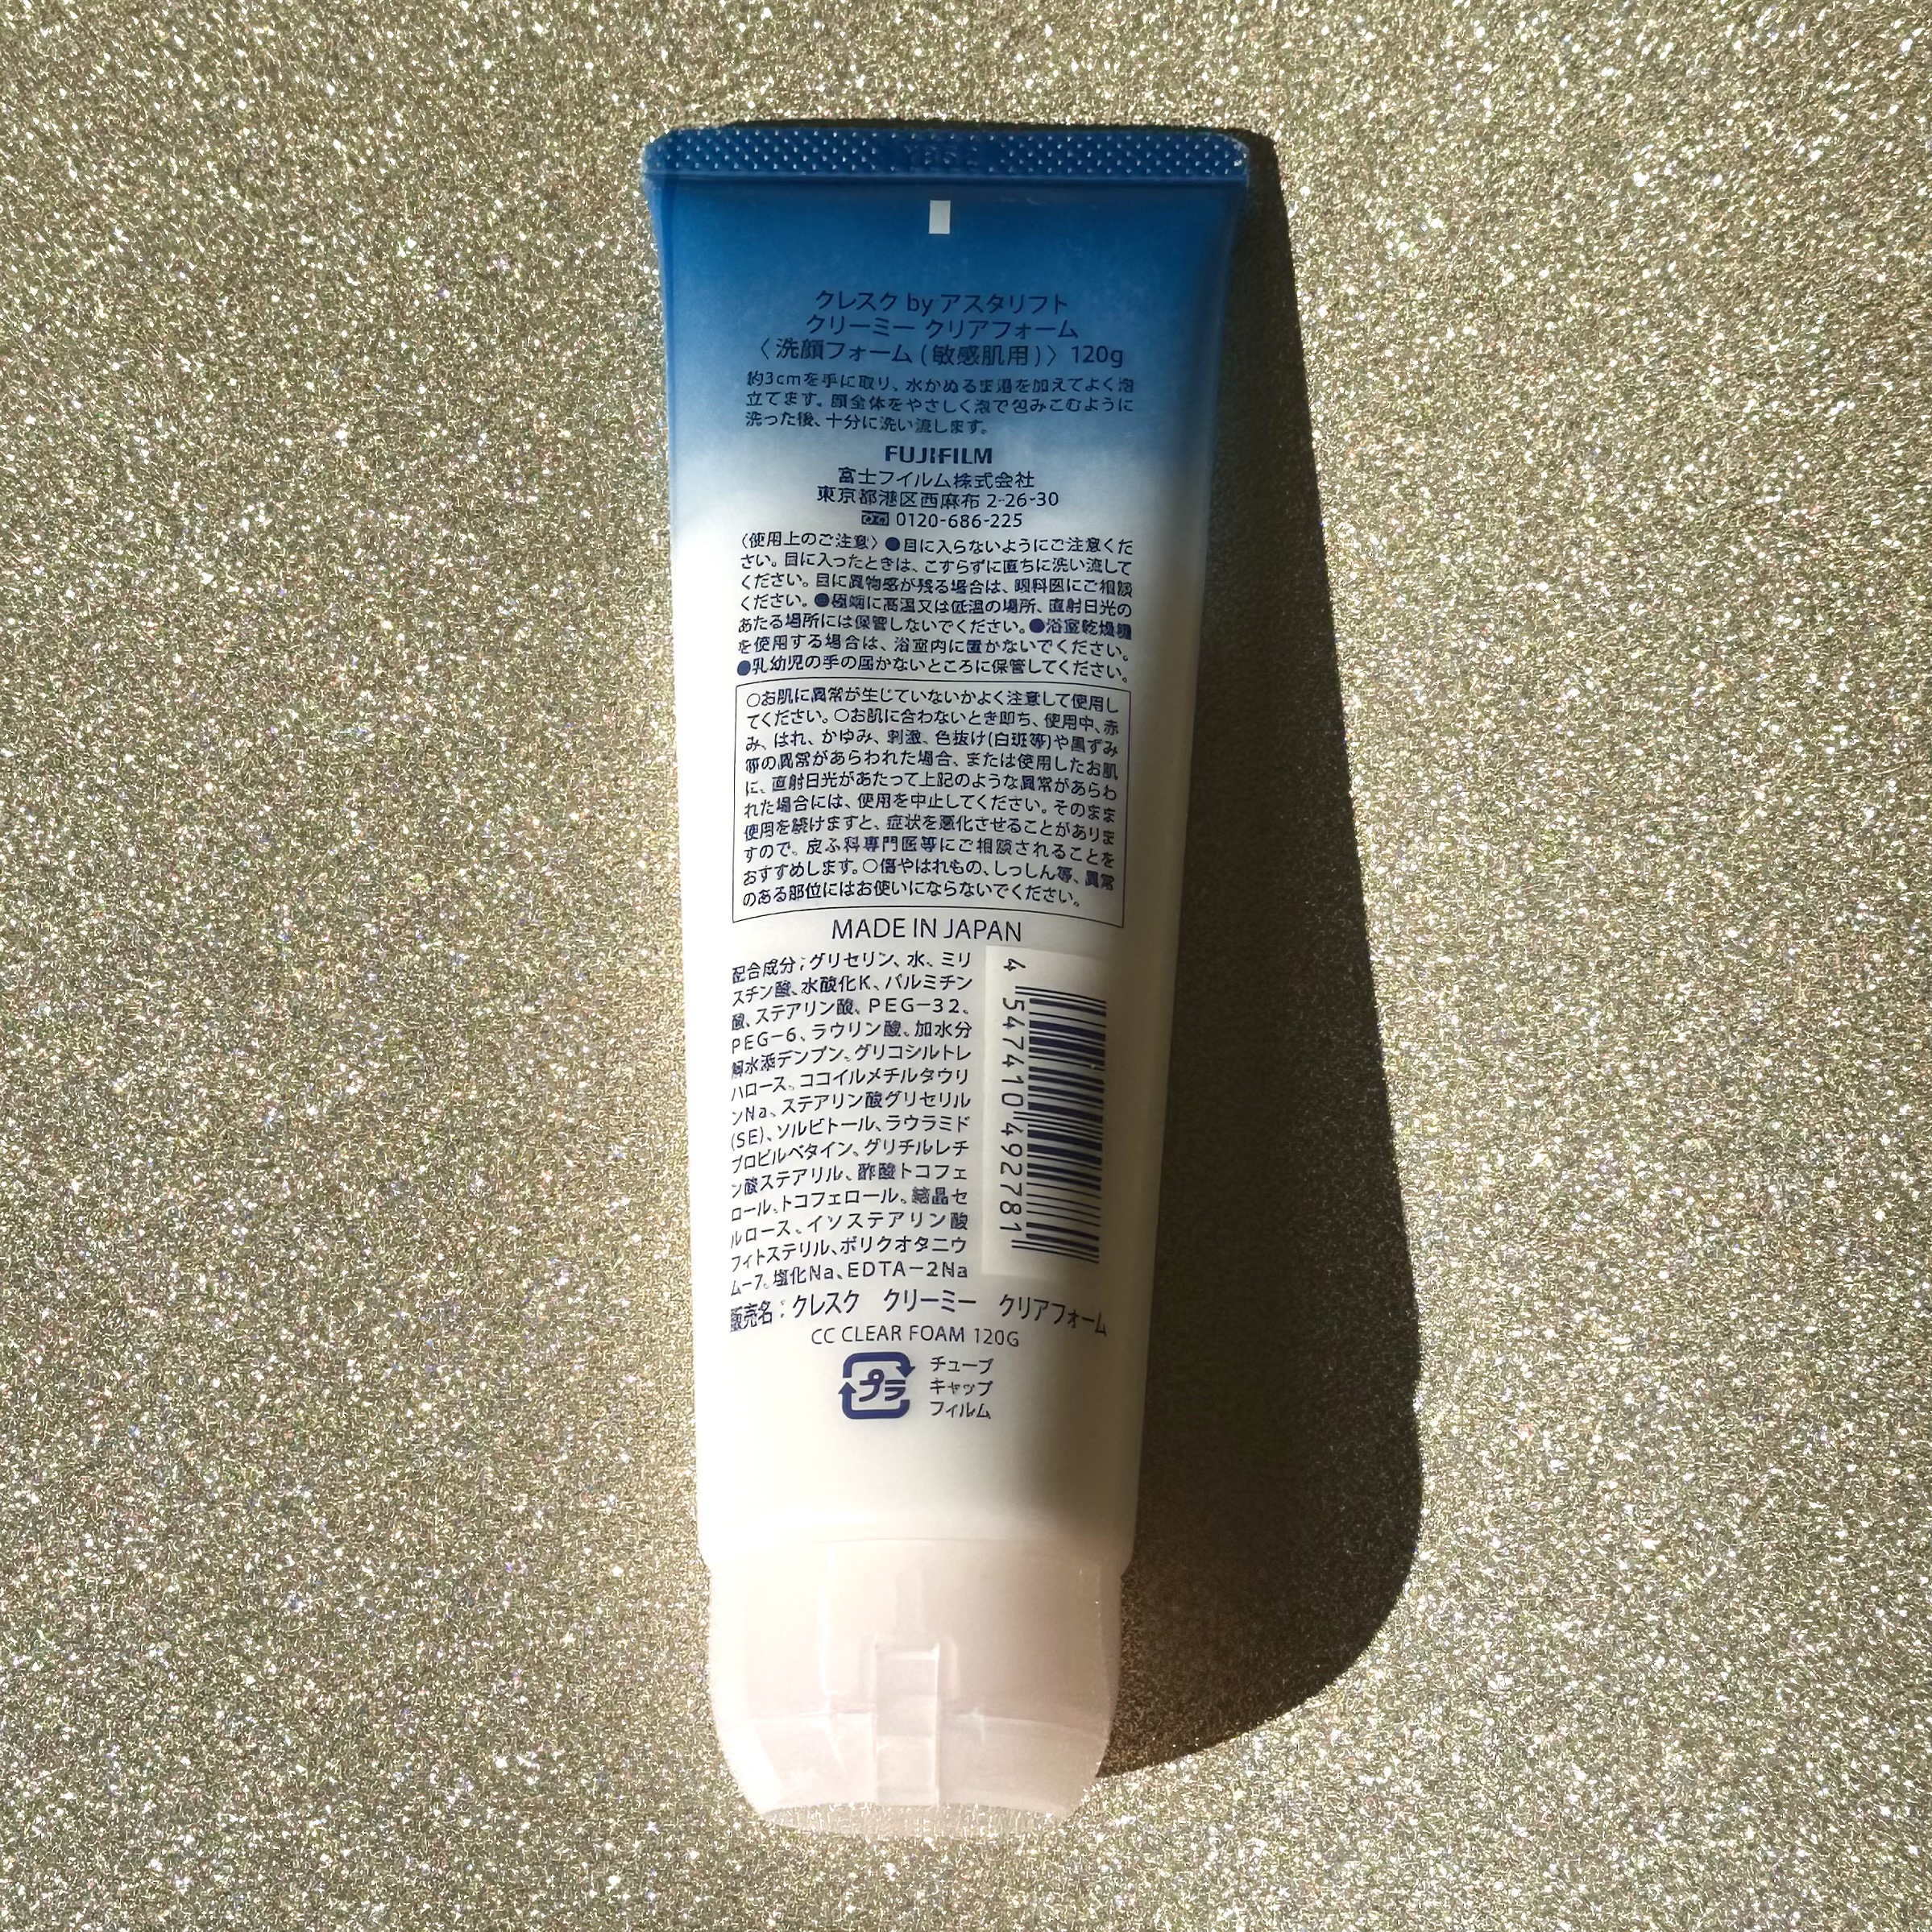 クレスク by アスタリフト
クリーミー クリアフォーム
〈 洗顔フォーム ( 敏感肌用 ) 〉 120g
約3cmを手に取り、水かぬるま湯を加えてよく泡
立てます。顔全体をやさしく泡で包みこむように
洗った後、十分に洗い流します。
FUJIFILM
富士フイルム株式会社
東京都港区西麻布 2-26-30
0120-686-225
〈使用上のご注意〉●目に入らないようにご注意くだ
さい。目に入ったときは、こすらずに直ちに洗い流して
ください。目に異物感が残る場合は、眼科医にご相談
ください。●極端に高温又は低温の場所、直射日光の
あたる場所には保管しないでください。●浴室乾燥機
を使用する場合は、浴室内に置かないでください。
●乳幼児の手の届かないところに保管してください。
○お肌に異常が生じていないかよく注意して使用し
てください。○お肌に合わないとき即ち、使用中、赤
み、はれ、かゆみ、刺激、色抜け(白斑等)や黒ずみ
等の異常があらわれた場合、または使用したお肌
に、直射日光があたって上記のような異常があらわ
れた場合には、使用を中止してください。そのまま
使用を続けますと、症状を悪化させることがありま
すので、皮ふ科専門医等にご相談されることを
おすすめします。○傷やはれもの、しっしん等、異常
のある部位にはお使いにならないでください。
MADE IN JAPAN
配合成分 ; グリセリン、水、ミリ
スチン酸、水酸化K、パルミチン
酸、ステアリン酸、PEG－32、
PEG－6、ラウリン酸、加水分
解水添デンプン、グリコシルトレ
ハロース、ココイルメチルタウリ
ンNa、ステアリン酸グリセリル
(SE)、ソルビトール、ラウラミド
プロピルベタイン、グリチルレチ
ン酸ステアリル、酢酸トコフェ
ロール、トコフェロール、結晶セ
ルロース、イソステアリン酸
フィトステリル、ポリクオタニウ
ム－7、塩化Na、EDTA－2Na
4 547410 492781
販売名 : クレスク クリーミー クリアフォーム
CC CLEAR FOAM 120G
プラ
チューブ
キャップ
フィルム